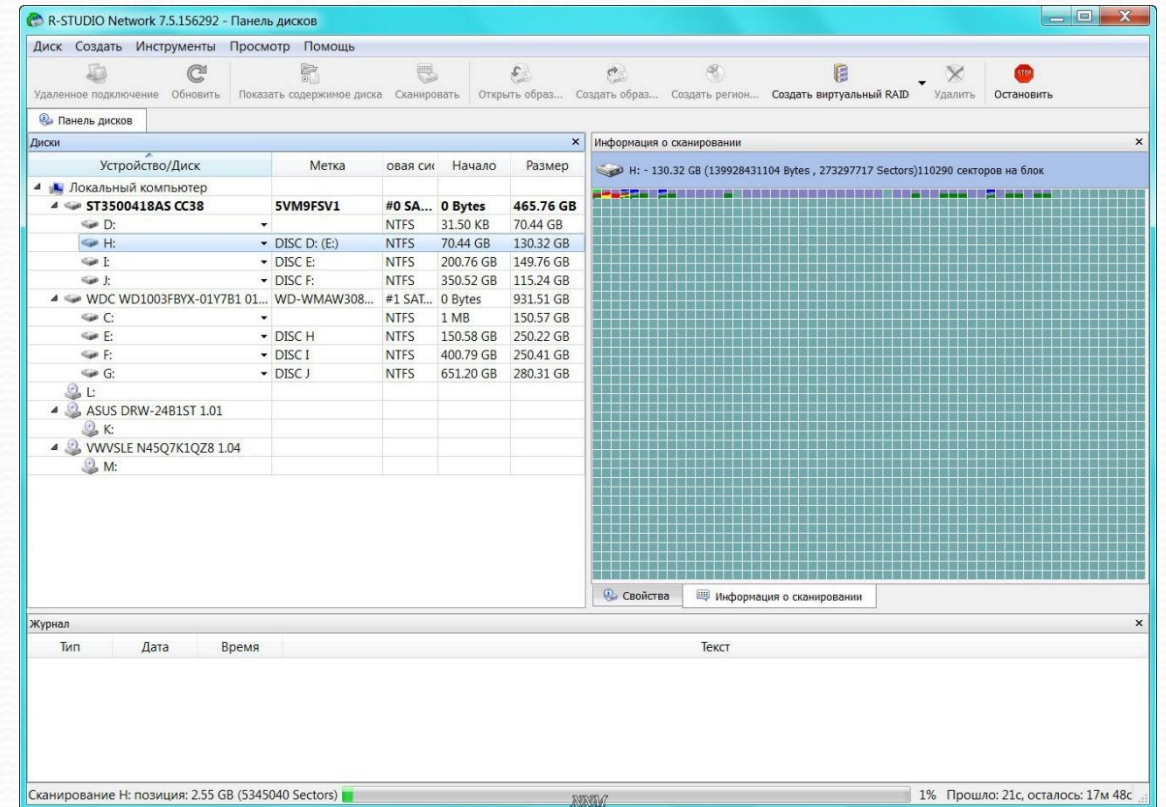 R-STUDIO Network 7.5.156292 - Панель дисков
Диск Создать Инструменты Просмотр Помощь
Удаленное подключение Обновить Показать содержимое диска Сканировать Открыть образ... Создать образ... Создать регион... Создать виртуальный RAID Удалить Остановить
STOP
Панель дисков
Диски
Устройство/Диск Метка овая сис Начало Размер
Локальный компьютер
ST3500418AS CC38 5VM9FSV1 #0 SA... 0 Bytes 465.76 GB
D: NTFS 31.50 KB 70.44 GB
H: DISC D: (E:) NTFS 70.44 GB 130.32 GB
I: DISC E: NTFS 200.76 GB 149.76 GB
J: DISC F: NTFS 350.52 GB 115.24 GB
WDC WD1003FBYX-01Y7B1 01... WD-WMAW308... #1 SAT... 0 Bytes 931.51 GB
C: NTFS 1 MB 150.57 GB
E: DISC H NTFS 150.58 GB 250.22 GB
F: DISC I NTFS 400.79 GB 250.41 GB
G: DISC J NTFS 651.20 GB 280.31 GB
L:
ASUS DRW-24B1ST 1.01
K:
VWVSLE N45Q7K1QZ8 1.04
M:
Информация о сканировании
H: - 130.32 GB (139928431104 Bytes , 273297717 Sectors)110290 секторов на блок
Свойства Информация о сканировании
Журнал
Тип Дата Время Текст
Сканирование H: позиция: 2.55 GB (5345040 Sectors) 1% Прошло: 21с, осталось: 17м 48с
NNM